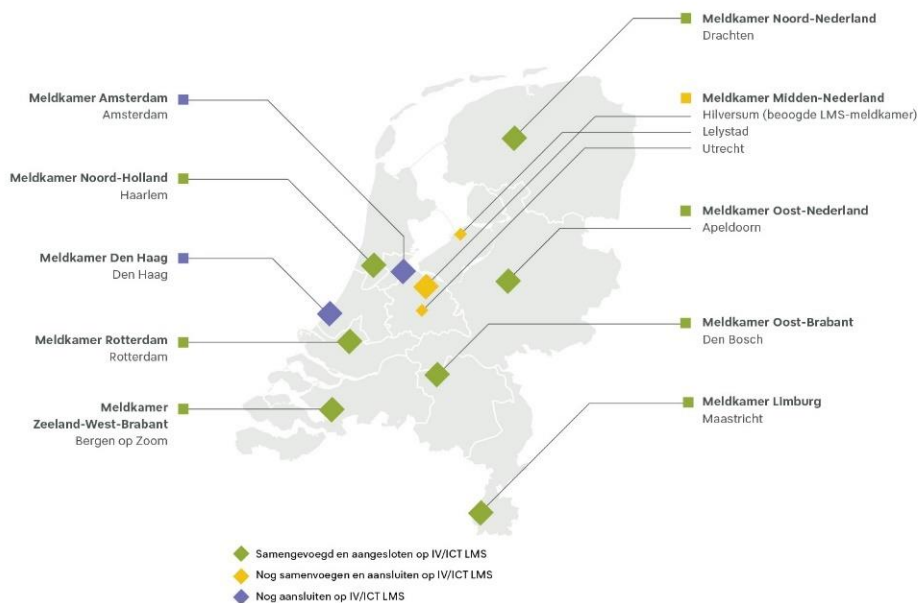 Meldkamer Amsterdam
Amsterdam
Meldkamer Noord-Holland
Haarlem
Meldkamer Den Haag
Den Haag
Meldkamer Rotterdam
Rotterdam
Meldkamer
Zeeland-West-Brabant
Bergen op Zoom
Meldkamer Noord-Nederland
Drachten
Meldkamer Midden-Nederland
Hilversum (beoogde LMS-meldkamer)
Lelystad
Utrecht
Meldkamer Oost-Nederland
Apeldoorn
Meldkamer Oost-Brabant
Den Bosch
Meldkamer Limburg
Maastricht
Samengevoegd en aangesloten op IV/ICT LMS
Nog samenvoegen en aansluiten op IV/ICT LMS
Nog aansluiten op IV/ICT LMS